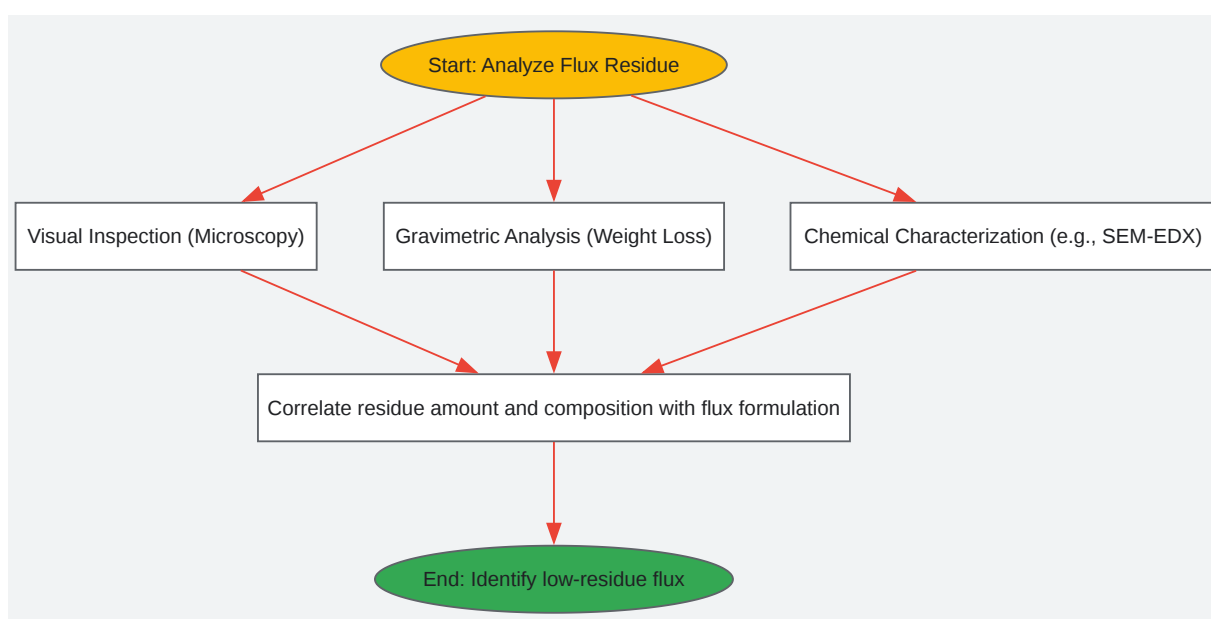 Start: Analyze Flux Residue
Visual Inspection (Microscopy)
Gravimetric Analysis (Weight Loss)
Chemical Characterization (e.g., SEM-EDX)
Correlate residue amount and composition with flux formulation
End: Identify low-residue flux